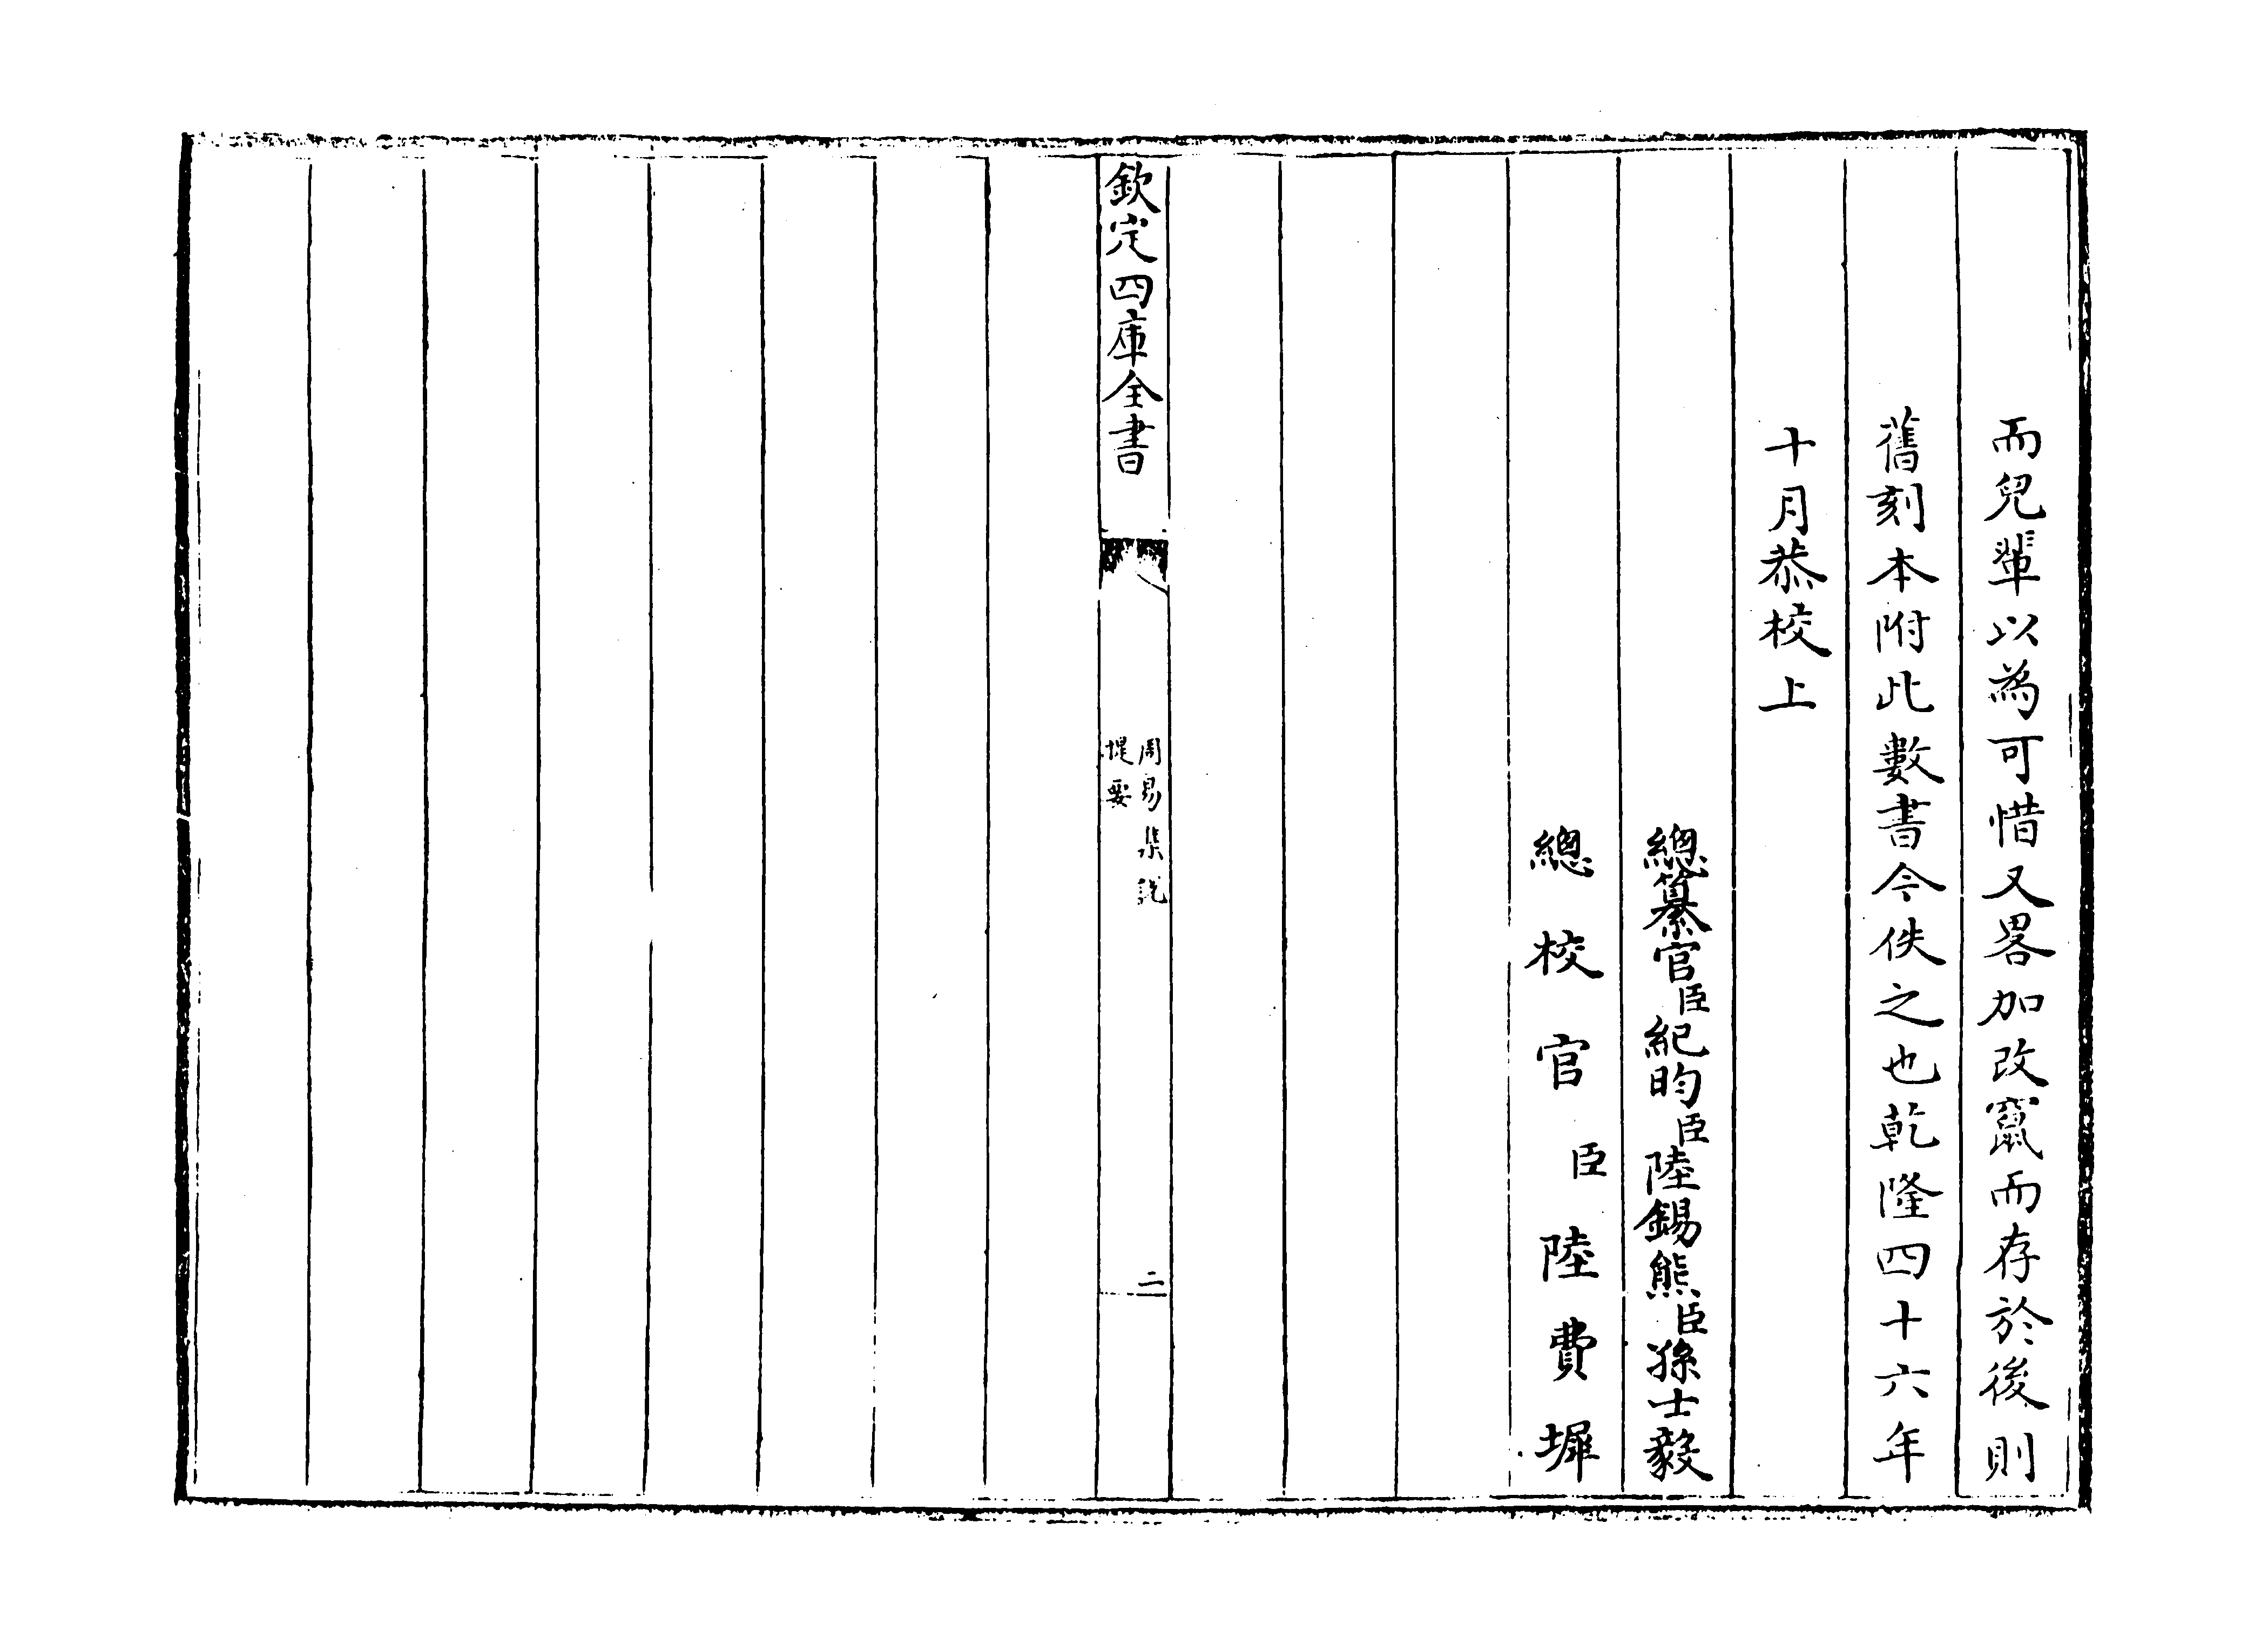 而兒輩以為可惜又畧加改竄而存於後則
舊刻本附此數書今佚之也乾隆四十六年
十月恭校上
總纂官臣紀昀臣陸錫熊臣孫士毅
總校官臣陸費墀
欽定四庫全書
周易集説
提要
二